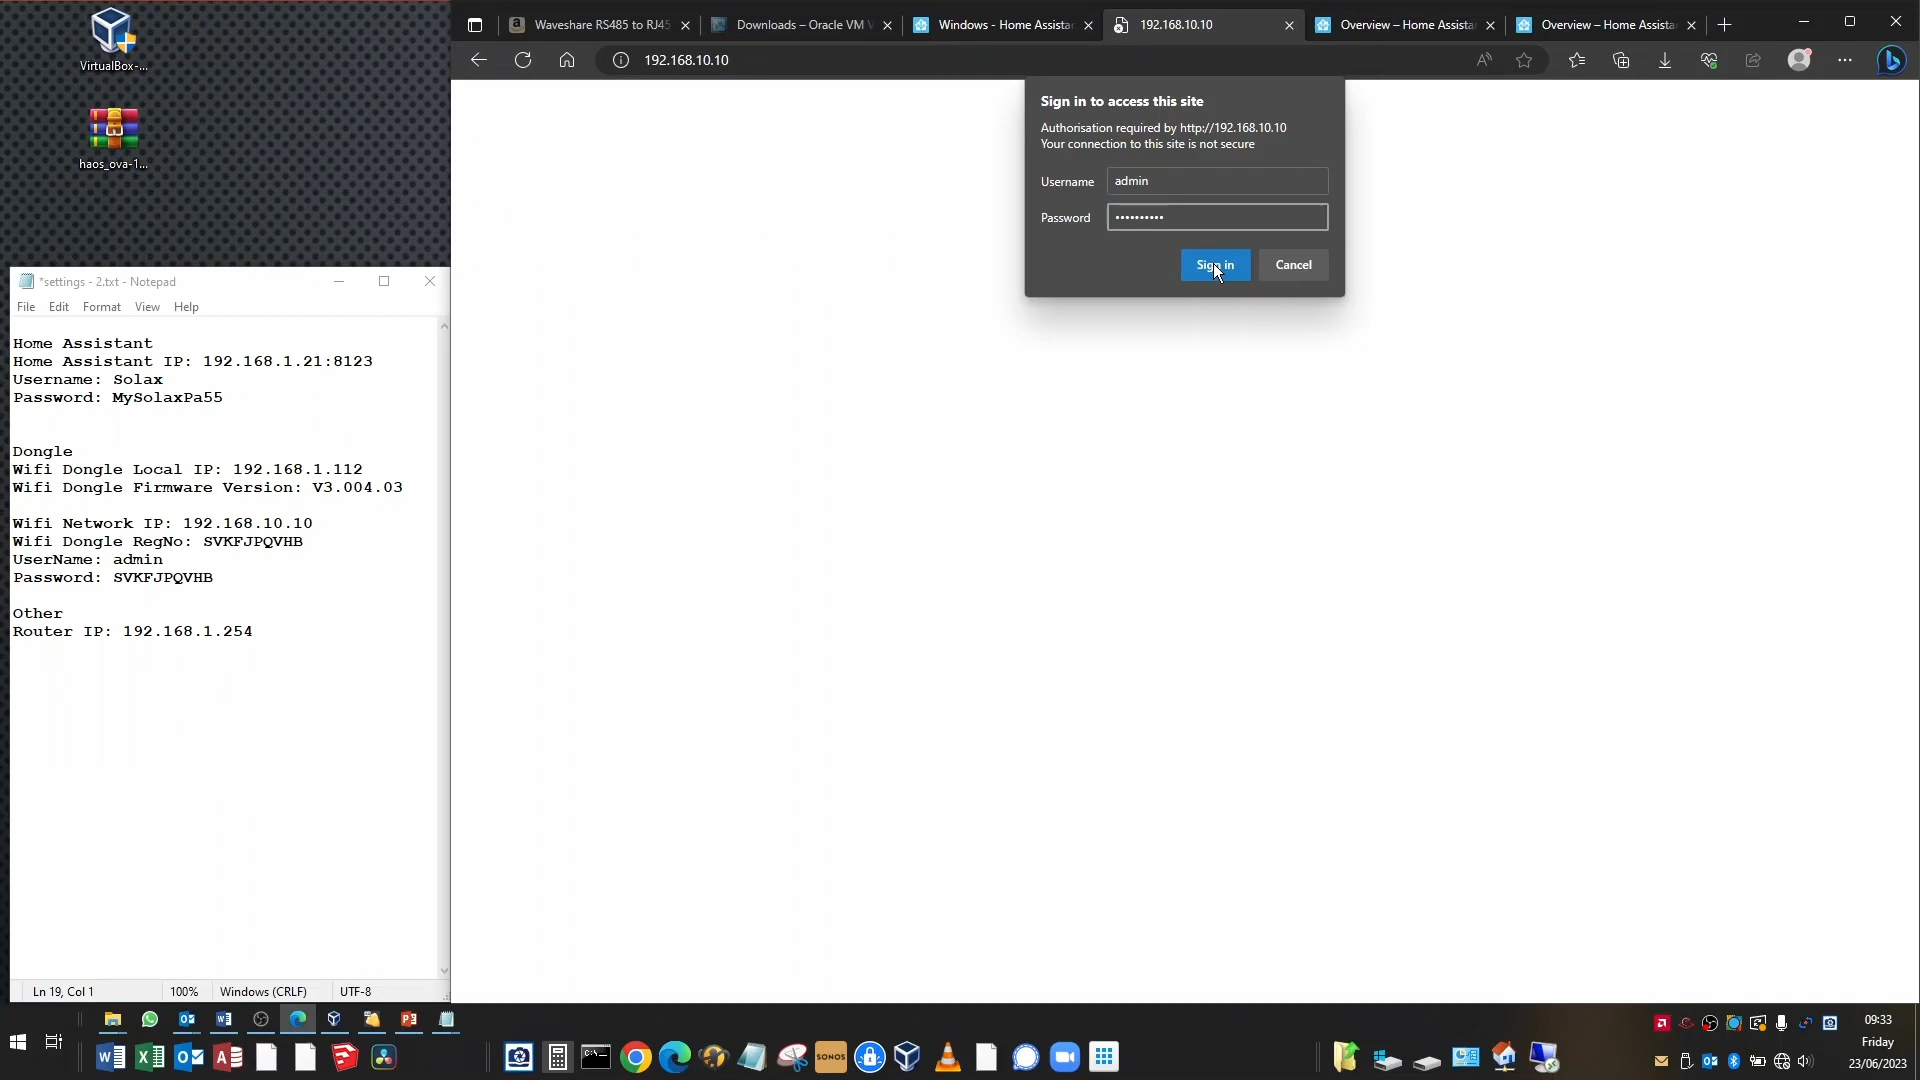 VirtualBox-...
haos_ova-1...
Waveshare RS485 to RJ45
Downloads – Oracle VM V
Windows - Home Assistan
192.168.10.10
Overview – Home Assista
Overview – Home Assista
192.168.10.10
Sign in to access this site
Authorisation required by http://192.168.10.10
Your connection to this site is not secure
Username admin
Password ••••••••••
Sign in Cancel
*settings - 2.txt - Notepad
File Edit Format View Help
Home Assistant
Home Assistant IP: 192.168.1.21:8123
Username: Solax
Password: MySolaxPa55
Dongle
Wifi Dongle Local IP: 192.168.1.112
Wifi Dongle Firmware Version: V3.004.03
Wifi Network IP: 192.168.10.10
Wifi Dongle RegNo: SVKFJPQVHB
UserName: admin
Password: SVKFJPQVHB
Other
Router IP: 192.168.1.254
Ln 19, Col 1 100% Windows (CRLF) UTF-8
SONOS
09:33
Friday
23/06/2023